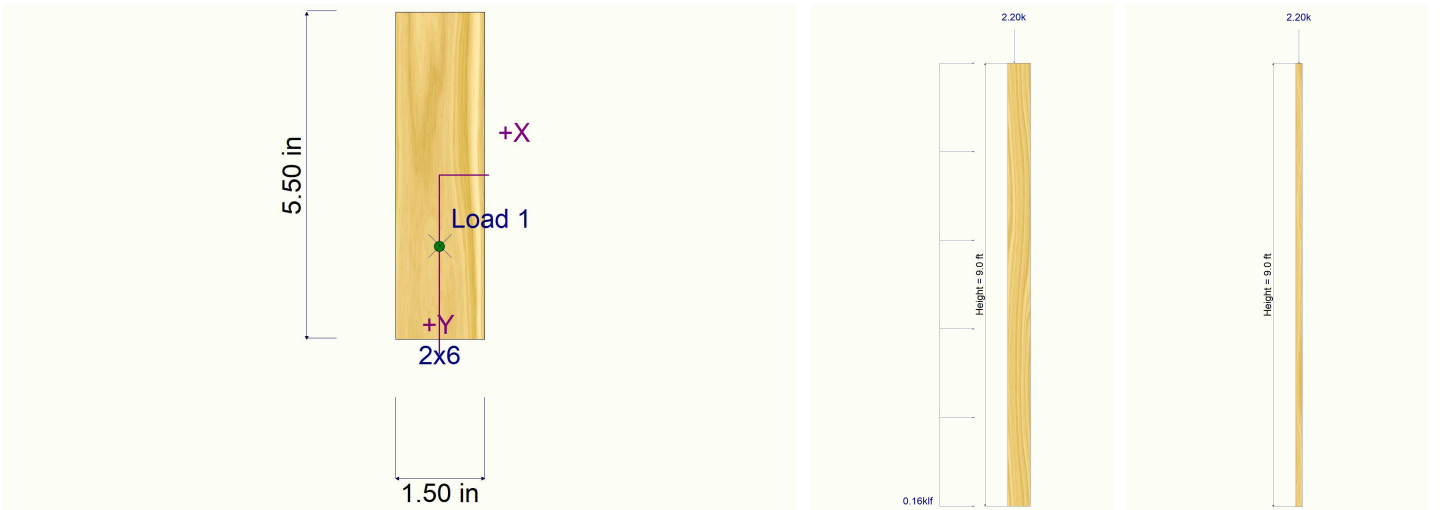 5.50 in
+X
Load 1
+Y
2x6
1.50 in
2.20k
Height = 9.0 ft
0.16klf
2.20k
Height = 9.0 ft